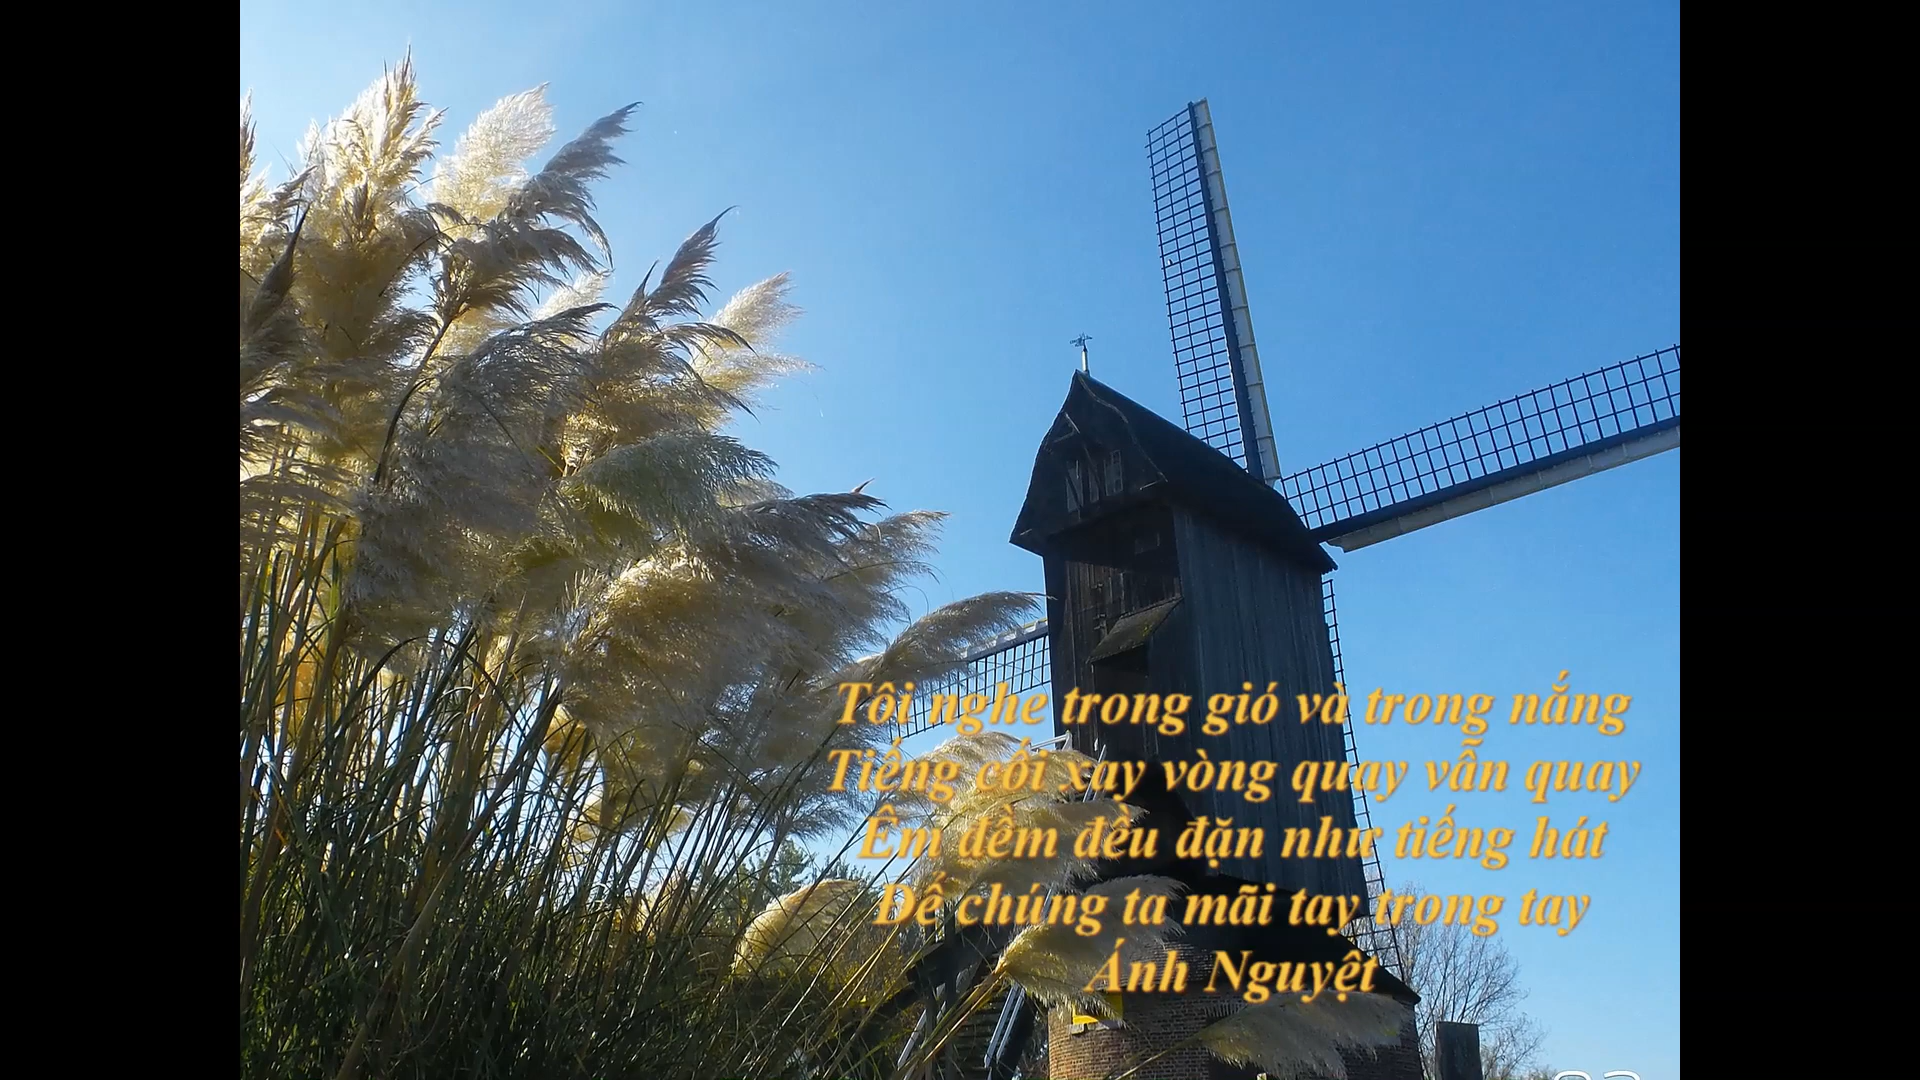 Tôi nghe trong gió và trong nắng
Tiếng cối xay vòng quay vẫn quay
Êm đềm đều đặn như tiếng hát
Để chúng ta mãi tay trong tay
Ánh Nguyệt